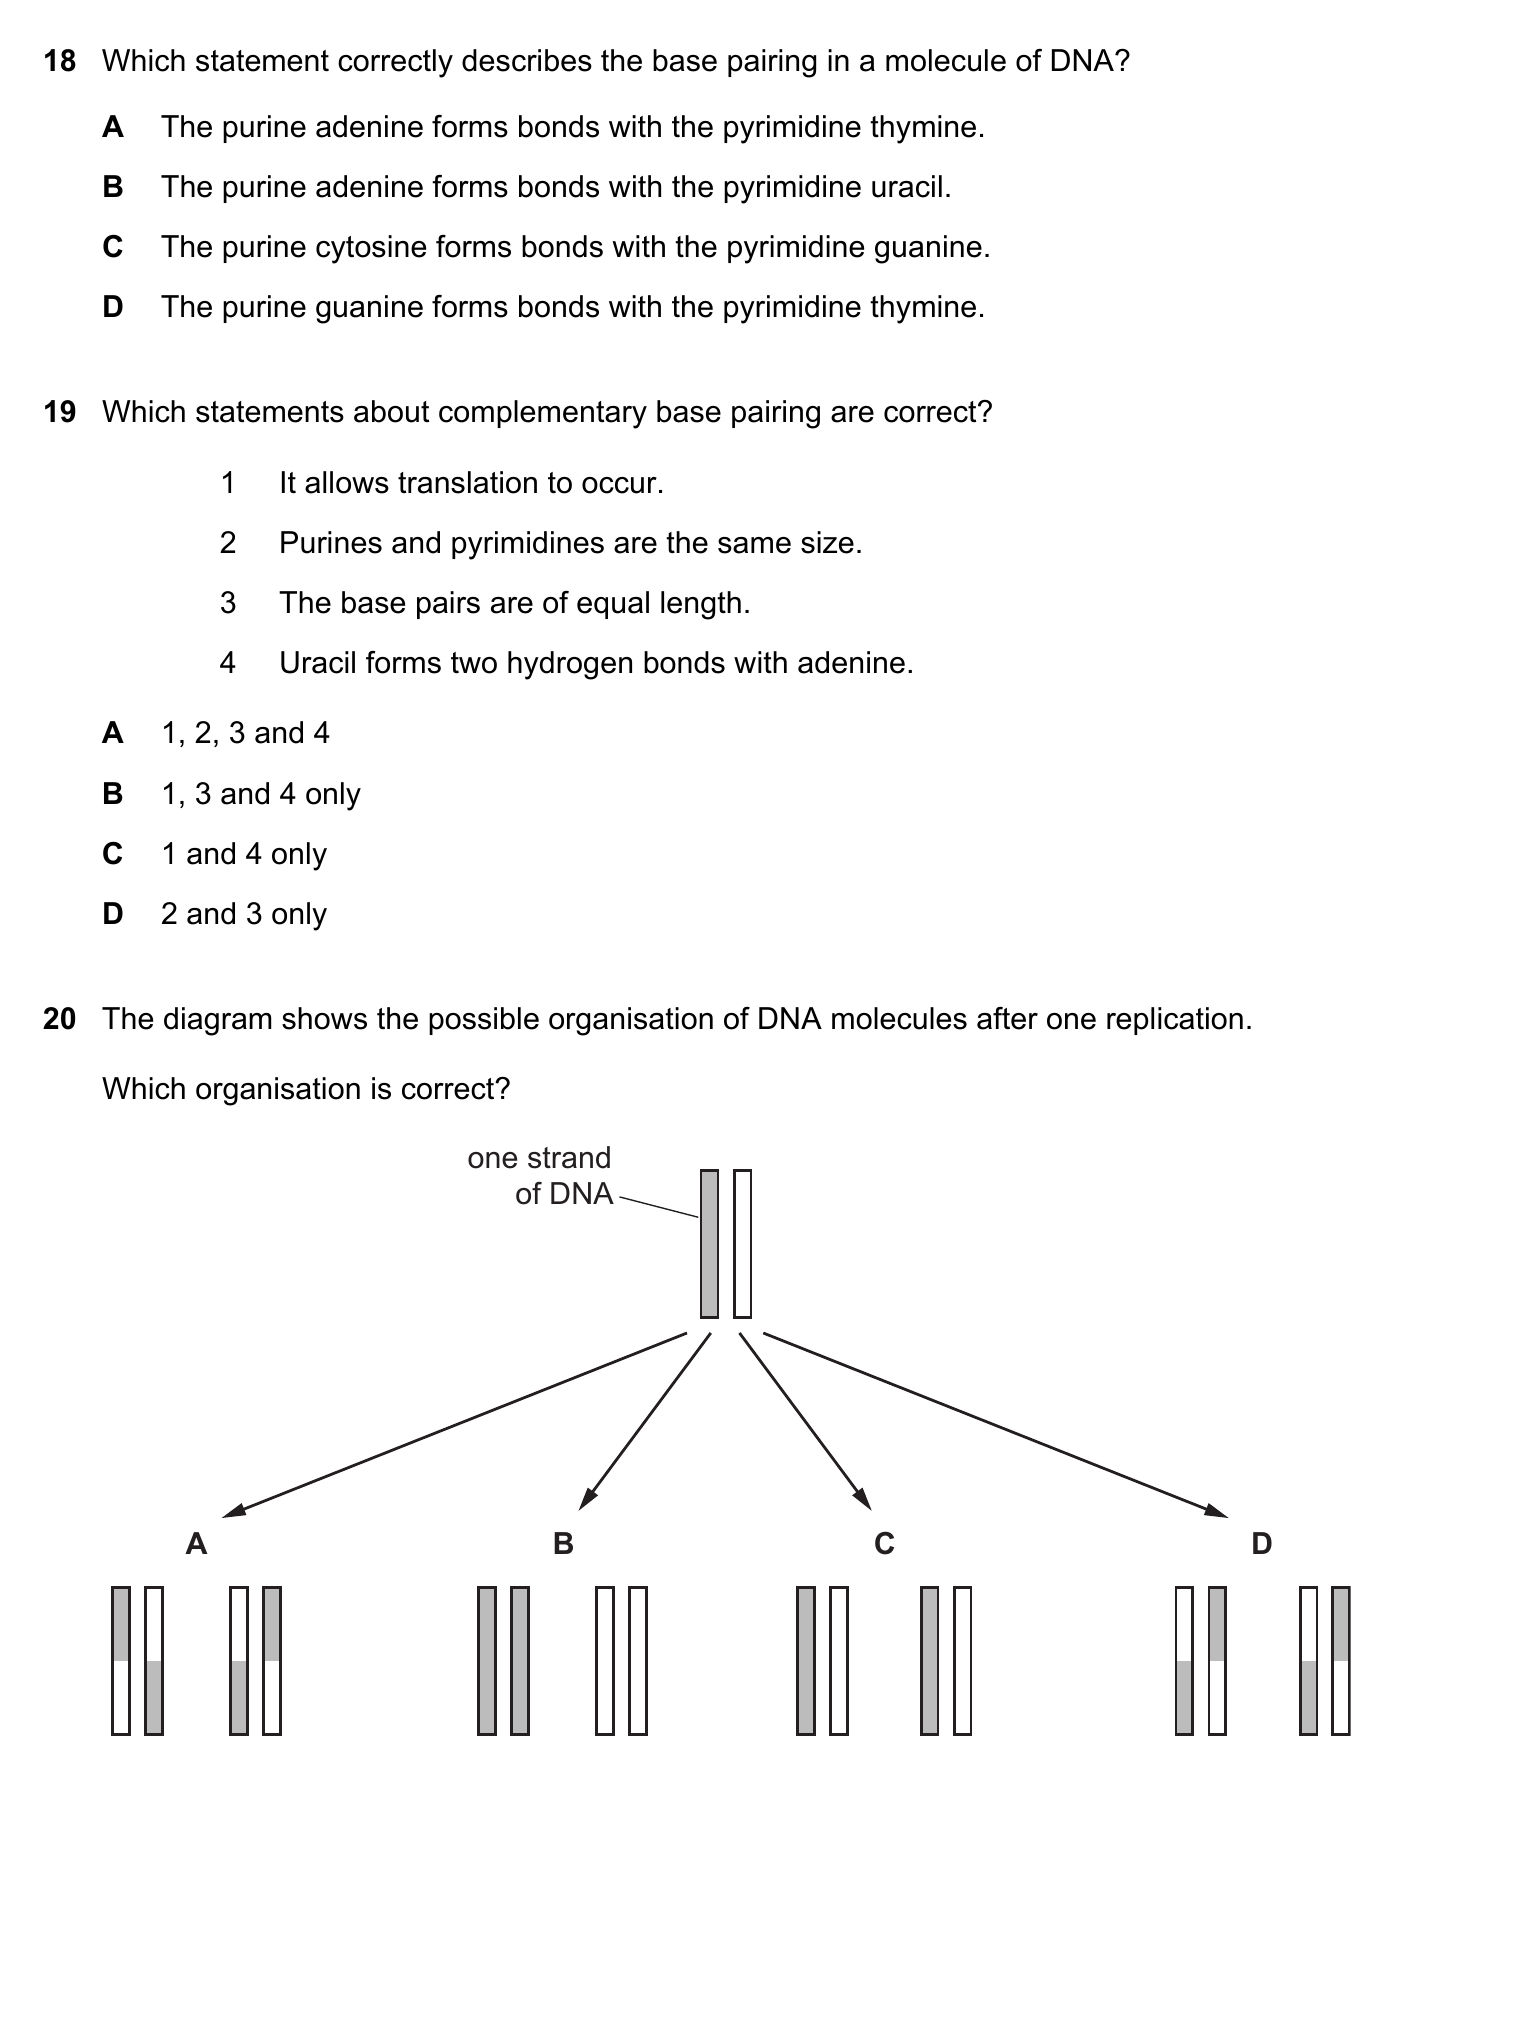 18 Which statement correctly describes the base pairing in a molecule of DNA?
A The purine adenine forms bonds with the pyrimidine thymine.
B The purine adenine forms bonds with the pyrimidine uracil.
C The purine cytosine forms bonds with the pyrimidine guanine.
D The purine guanine forms bonds with the pyrimidine thymine.
19 Which statements about complementary base pairing are correct?
1 It allows translation to occur.
2 Purines and pyrimidines are the same size.
3 The base pairs are of equal length.
4 Uracil forms two hydrogen bonds with adenine.
A 1, 2, 3 and 4
B 1, 3 and 4 only
C 1 and 4 only
D 2 and 3 only
20 The diagram shows the possible organisation of DNA molecules after one replication.
Which organisation is correct?
one strand
of DNA
A B C D